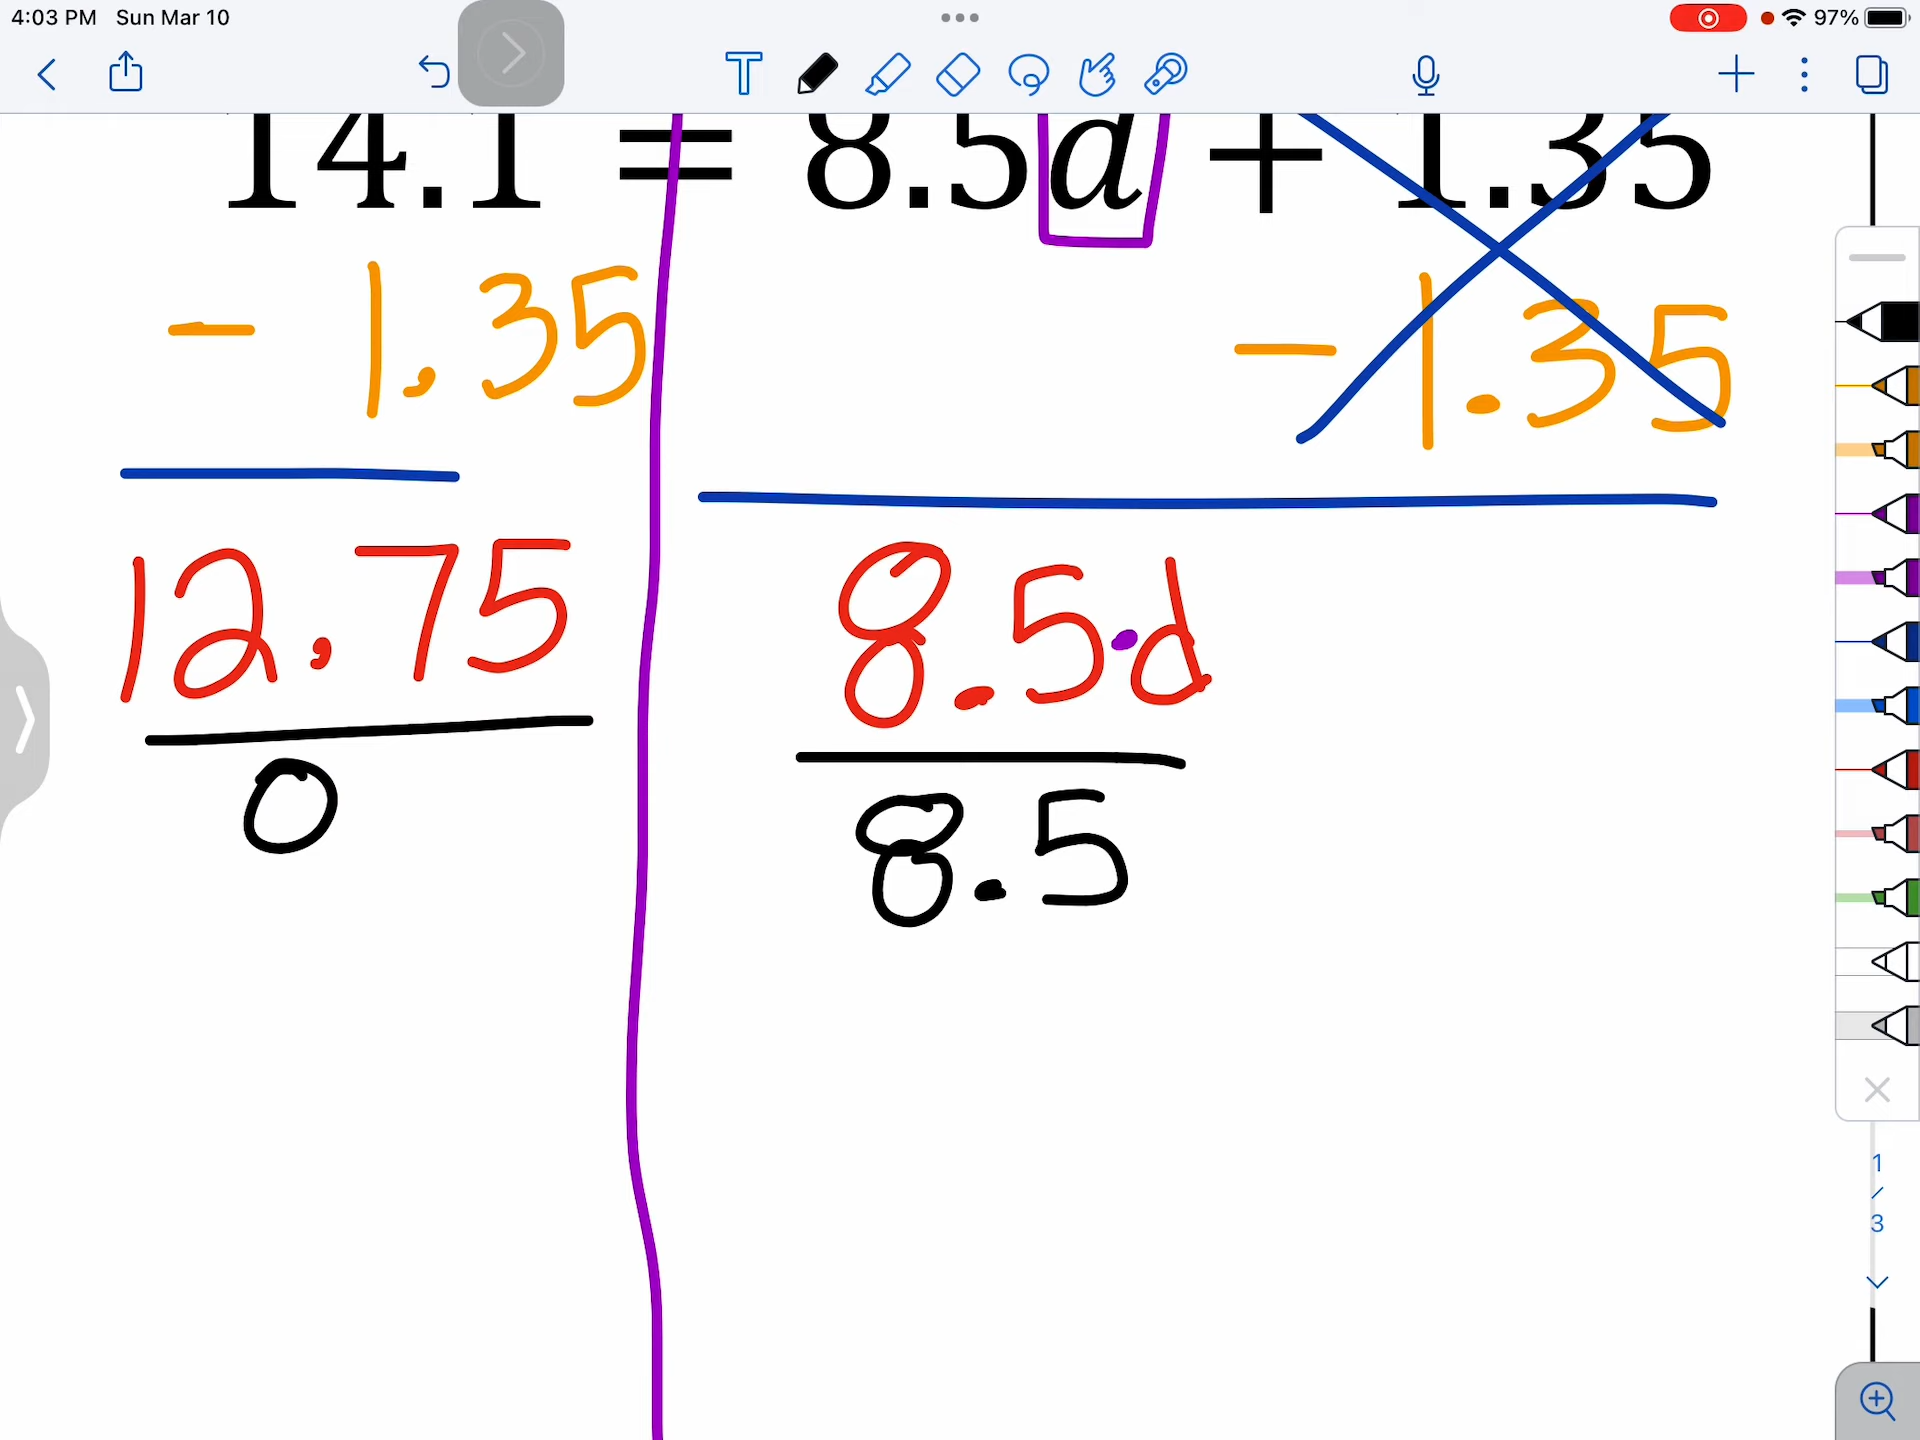 4:03 PM Sun Mar 10
97%
T
14.1 = 8.5d + 1.35
- 1.35 - 1.35
12.75 8.5·d
0 8.5
1
/
3